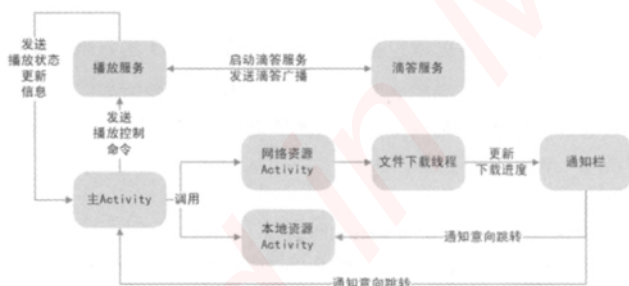 发送
播放状态
更新
信息
播放服务
启动滴答服务
发送滴答广播
滴答服务
发送
播放控制
命令
网络资源
Activity
文件下载线程
更新
下载进度
通知栏
主Activity
调用
本地资源
Activity
通知意向跳转
通知意向跳转